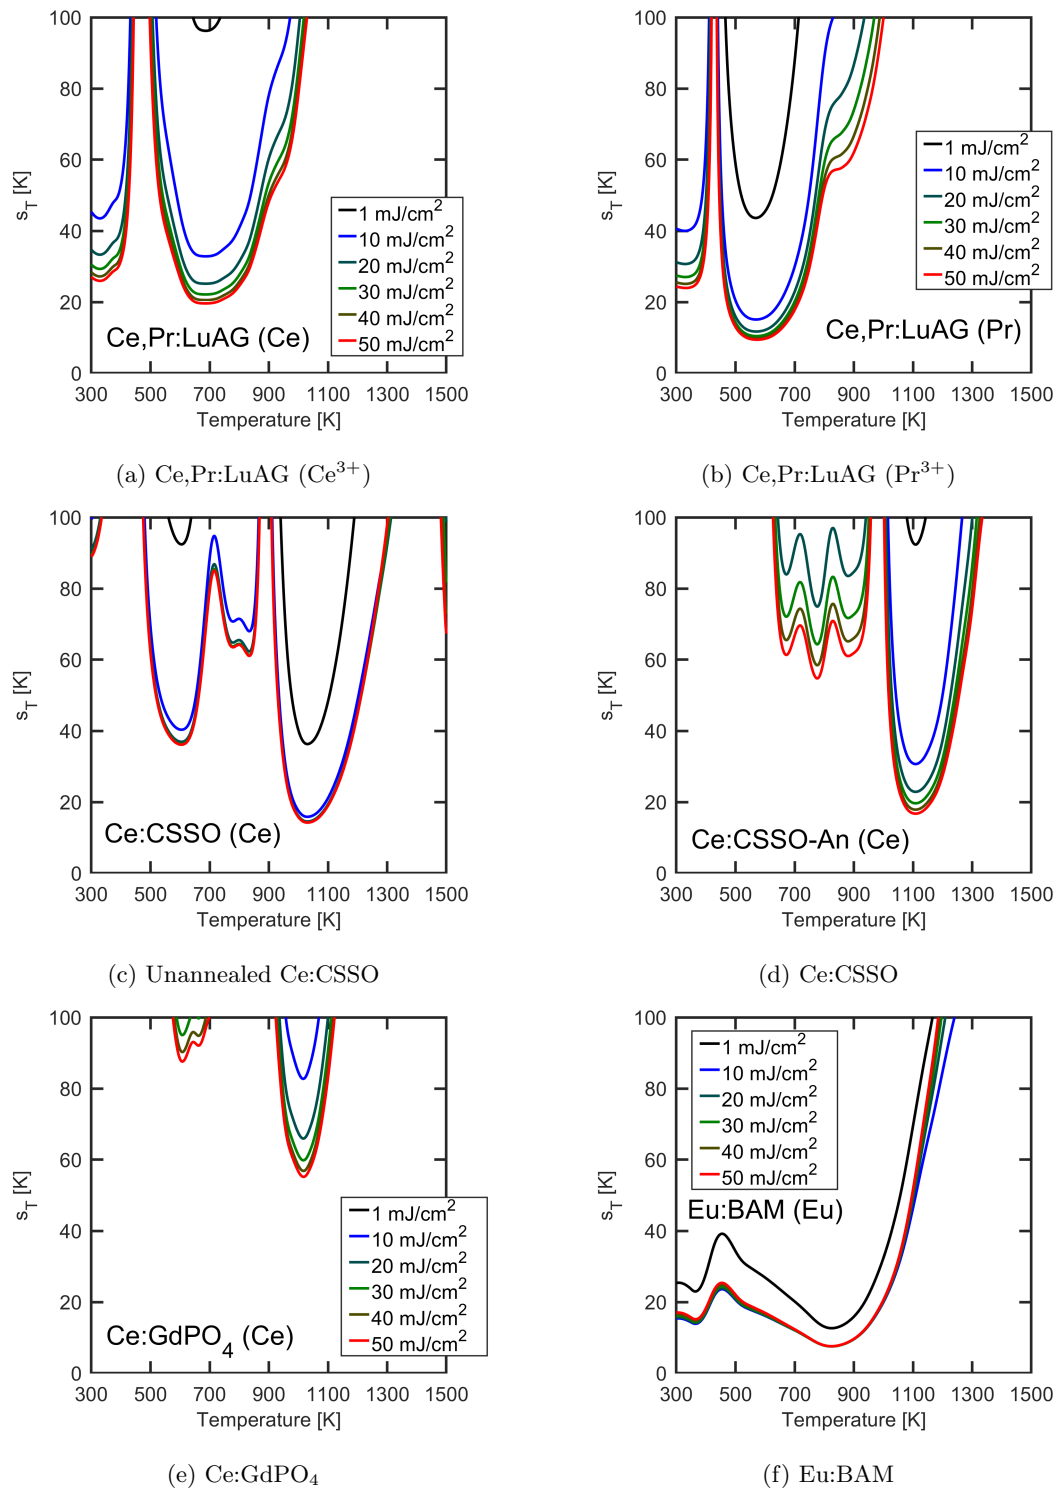 100
80
60
40
20
0
s_T [K]
300 500 700 900 1100 1500
Temperature [K]
1 mJ/cm²
10 mJ/cm²
20 mJ/cm²
30 mJ/cm²
40 mJ/cm²
50 mJ/cm²
Ce,Pr:LuAG (Ce)
(a) Ce,Pr:LuAG (Ce³⁺)
100
80
60
40
20
0
s_T [K]
300 500 700 900 1100 1500
Temperature [K]
1 mJ/cm²
10 mJ/cm²
20 mJ/cm²
30 mJ/cm²
40 mJ/cm²
50 mJ/cm²
Ce,Pr:LuAG (Pr)
(b) Ce,Pr:LuAG (Pr³⁺)
100
80
60
40
20
0
s_T [K]
300 500 700 900 1100 1500
Temperature [K]
Ce:CSSO (Ce)
(c) Unannealed Ce:CSSO
100
80
60
40
20
0
s_T [K]
300 500 700 900 1100 1500
Temperature [K]
Ce:CSSO-An (Ce)
(d) Ce:CSSO
100
80
60
40
20
0
s_T [K]
300 500 700 900 1100 1500
Temperature [K]
1 mJ/cm²
10 mJ/cm²
20 mJ/cm²
30 mJ/cm²
40 mJ/cm²
50 mJ/cm²
Ce:GdPO₄ (Ce)
(e) Ce:GdPO₄
100
80
60
40
20
0
s_T [K]
300 500 700 900 1100 1500
Temperature [K]
1 mJ/cm²
10 mJ/cm²
20 mJ/cm²
30 mJ/cm²
40 mJ/cm²
50 mJ/cm²
Eu:BAM (Eu)
(f) Eu:BAM